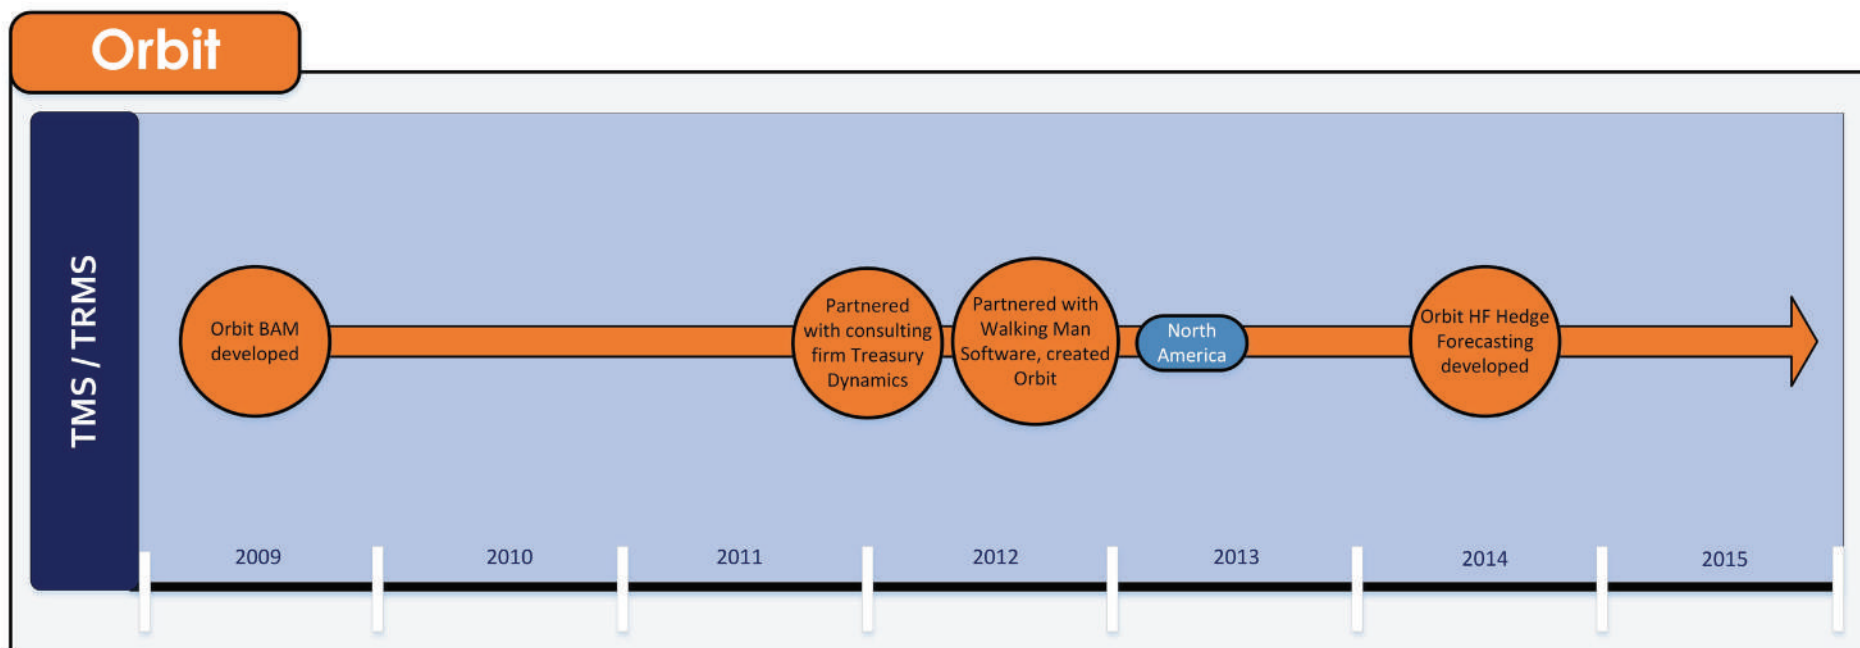 Orbit
TMS / TRMS
Orbit BAM
developed
Partnered
with consulting
firm Treasury
Dynamics
Partnered with
Walking Man
Software, created
Orbit
North
America
Orbit HF Hedge
Forecasting
developed
2009
2010
2011
2012
2013
2014
2015